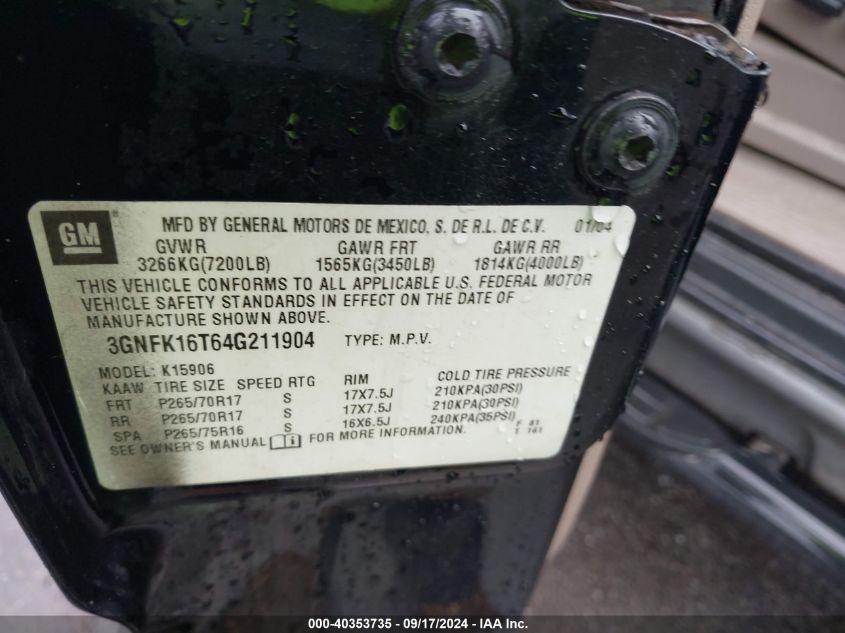 GM
MFD BY GENERAL MOTORS DE MEXICO, S. DE R.L. DE C.V. 01/04
GVWR GAWR FRT GAWR RR
3266KG(7200LB) 1565KG(3450LB) 1814KG(4000LB)
THIS VEHICLE CONFORMS TO ALL APPLICABLE U.S. FEDERAL MOTOR
VEHICLE SAFETY STANDARDS IN EFFECT ON THE DATE OF
MANUFACTURE SHOWN ABOVE.
3GNFK16T64G211904 TYPE: M.P.V.
MODEL: K15906
KAAW TIRE SIZE SPEED RTG RIM COLD TIRE PRESSURE
FRT P265/70R17 S 17X7.5J 210KPA(30PSI)
RR P265/70R17 S 17X7.5J 210KPA(30PSI)
SPA P265/75R16 S 16X6.5J 240KPA(35PSI) F 81
SEE OWNER'S MANUAL i FOR MORE INFORMATION. T 161
000-40353735 - 09/17/2024 - IAA Inc.